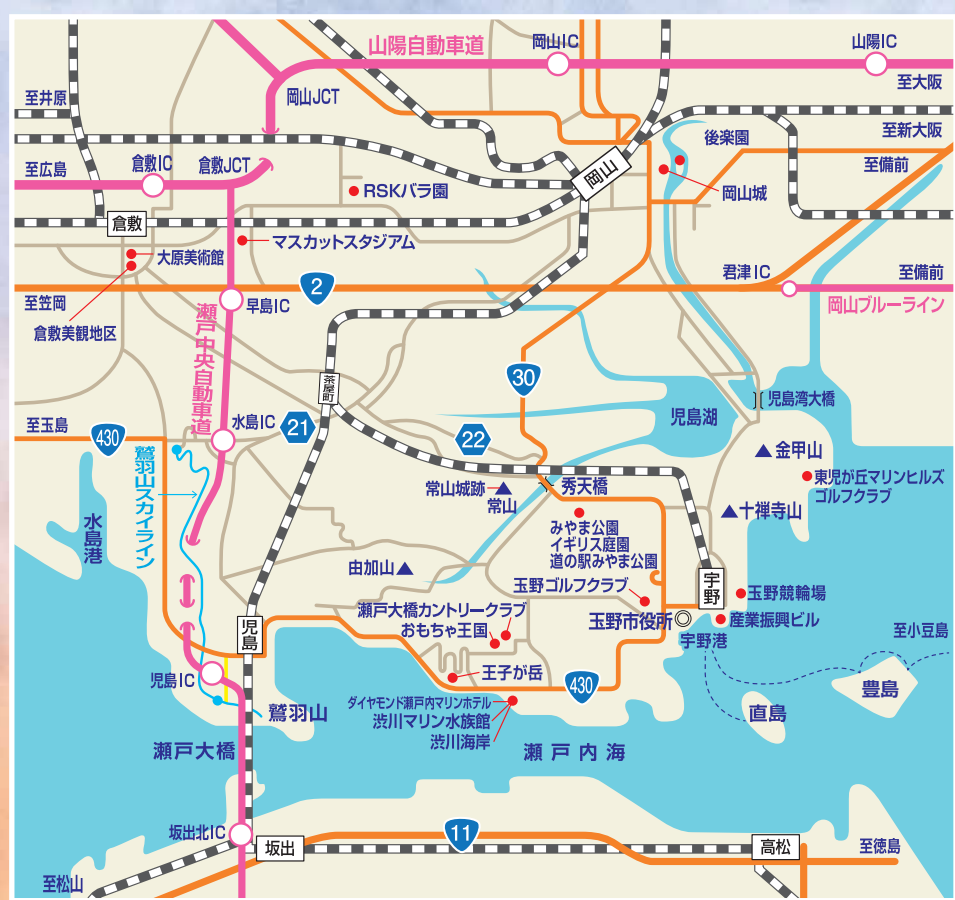 山陽自動車道
岡山IC
山陽IC
至大阪
至井原
岡山JCT
後楽園
至新大阪
至広島
倉敷IC
倉敷JCT
岡山
至備前
RSKバラ園
岡山城
倉敷
マスカットスタジアム
大原美術館
君津IC
至備前
至笠岡
2
早島IC
岡山ブルーライン
倉敷美観地区
瀬戸中央自動車道
茶屋町
30
児島湾大橋
児島湖
至玉島
430
水島IC
21
22
金甲山
鷲羽山スカイライン
東児が丘マリンヒルズ
ゴルフクラブ
常山城跡
常山
秀天橋
水島港
十禅寺山
みやま公園
イギリス庭園
道の駅みやま公園
由加山
玉野ゴルフクラブ
宇野
玉野競輪場
瀬戸大橋カントリークラブ
おもちゃ王国
玉野市役所
産業振興ビル
児島
宇野港
至小豆島
児島IC
王子が岳
430
豊島
鷲羽山
ダイヤモンド瀬戸内マリンホテル
渋川マリン水族館
渋川海岸
直島
瀬戸大橋
瀬戸内海
坂出北IC
坂出
11
高松
至徳島
至松山